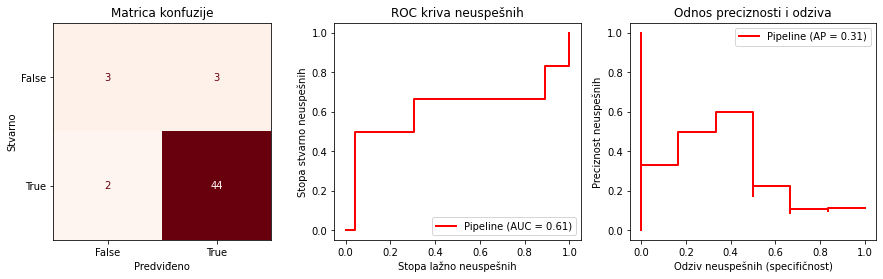 Matrica konfuzije
False
True
Stvarno
3
3
2
44
False
True
Predviđeno
ROC kriva neuspešnih
1.0
0.8
0.6
0.4
0.2
0.0
Stopa stvarno neuspešnih
Pipeline (AUC = 0.61)
0.0
0.2
0.4
0.6
0.8
1.0
Stopa lažno neuspešnih
Odnos preciznosti i odziva
1.0
0.8
0.6
0.4
0.2
0.0
Preciznost neuspešnih
Pipeline (AP = 0.31)
0.0
0.2
0.4
0.6
0.8
1.0
Odziv neuspešnih (specifičnost)